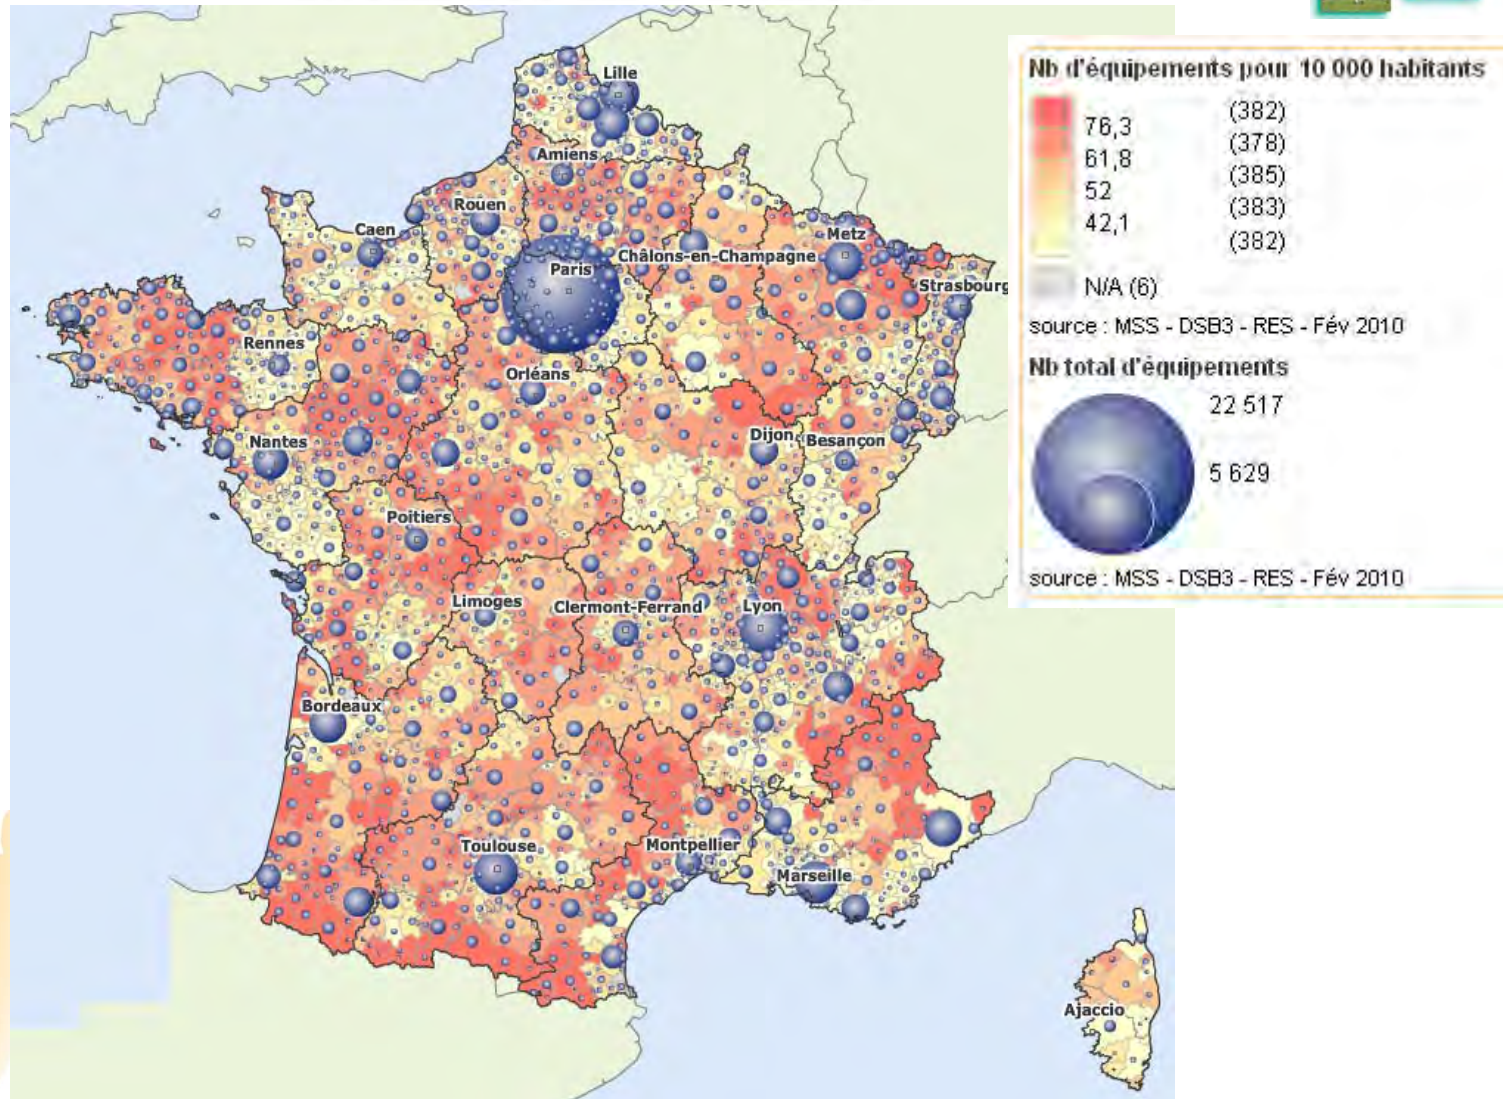 Lille
Amiens
Rouen
Caen
Metz
Châlons-en-Champagne
Paris
Strasbourg
Rennes
Orléans
Nantes
Dijon
Besançon
Poitiers
Limoges
Clermont-Ferrand
Lyon
Bordeaux
Toulouse
Montpellier
Marseille
Ajaccio
Nb d'équipements pour 10 000 habitants
(382)
76,3
(378)
61,8
(385)
52
(383)
42,1
(382)
N/A (6)
source : MSS - DSB3 - RES - Fév 2010
Nb total d'équipements
22 517
5 629
source : MSS - DSB3 - RES - Fév 2010